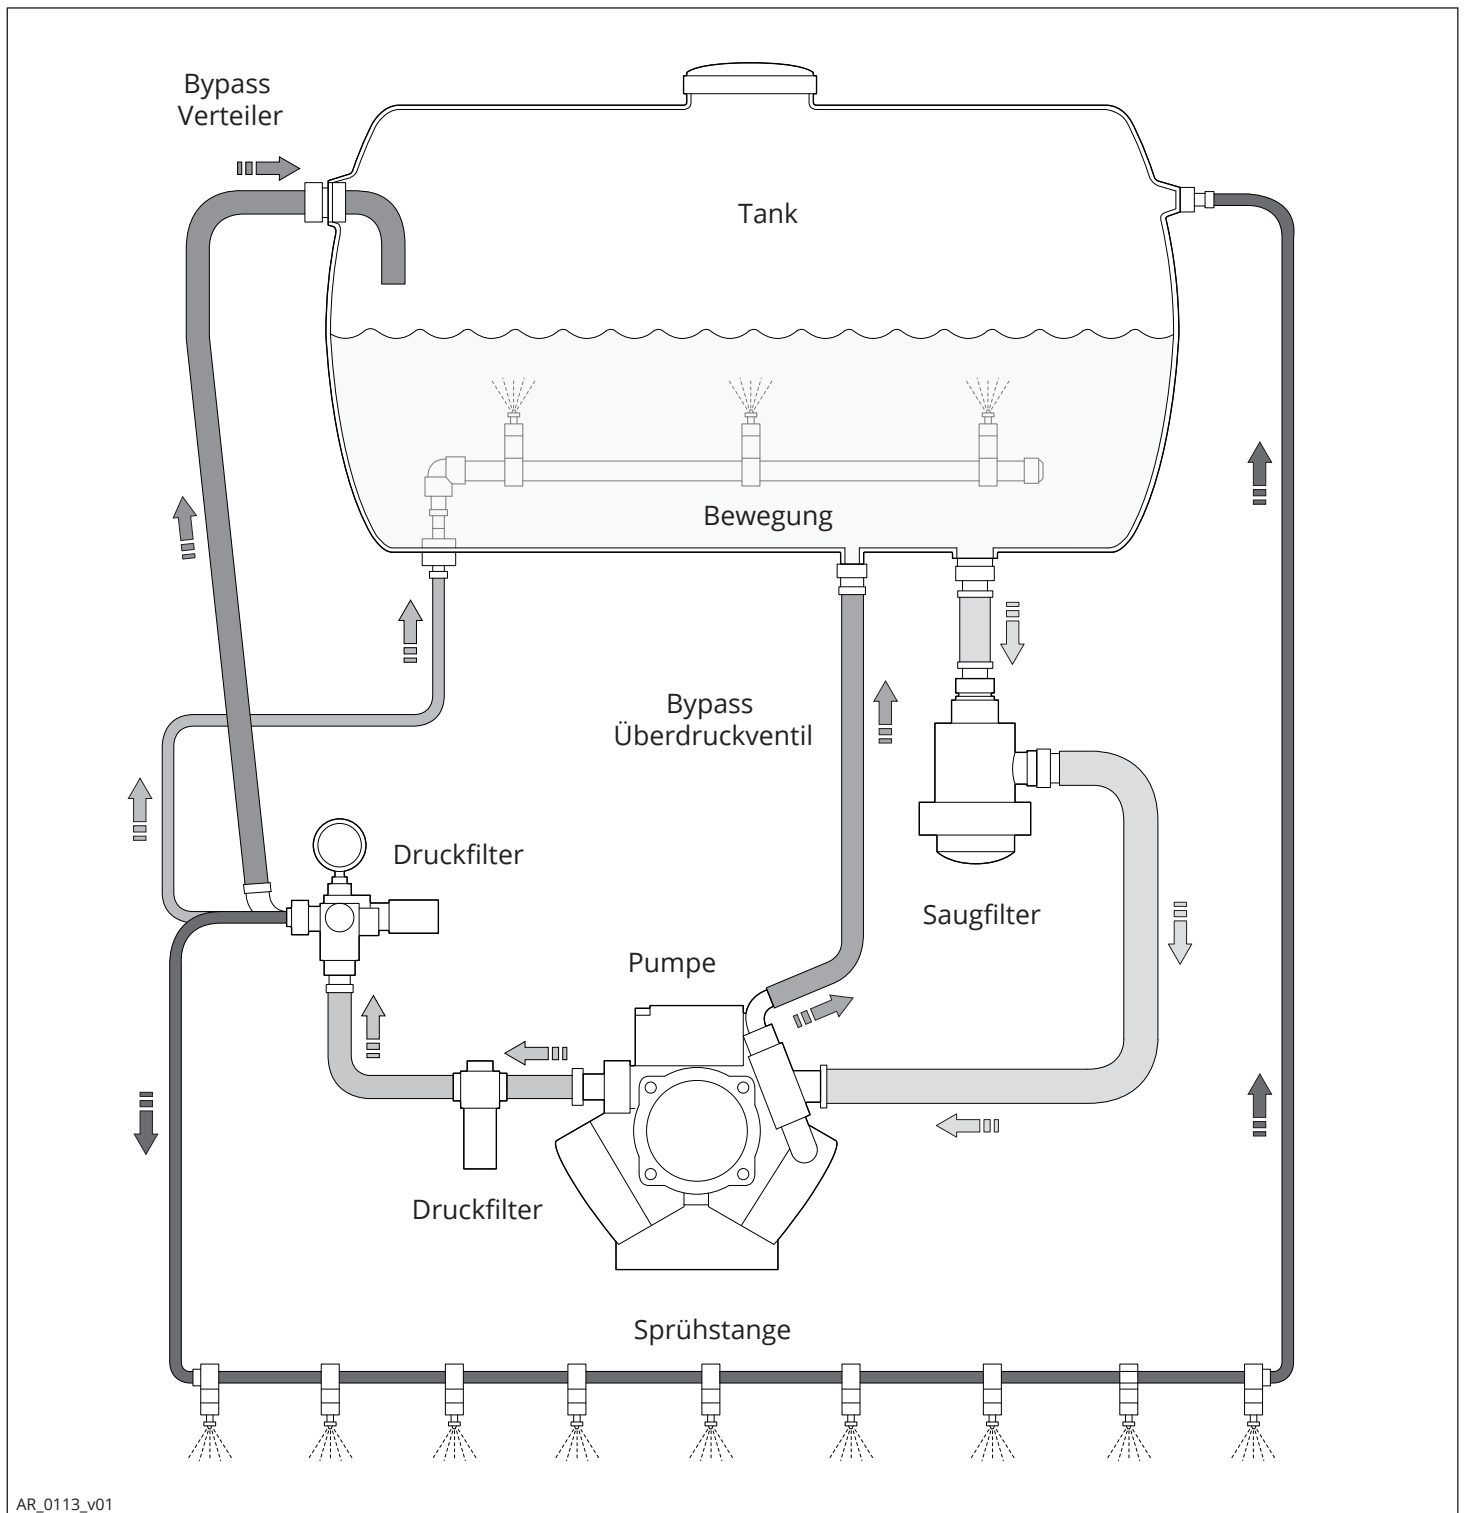 Bypass
Verteiler
Tank
Bewegung
Bypass
Überdruckventil
Druckfilter
Saugfilter
Pumpe
Druckfilter
Sprühstange
AR_0113_v01